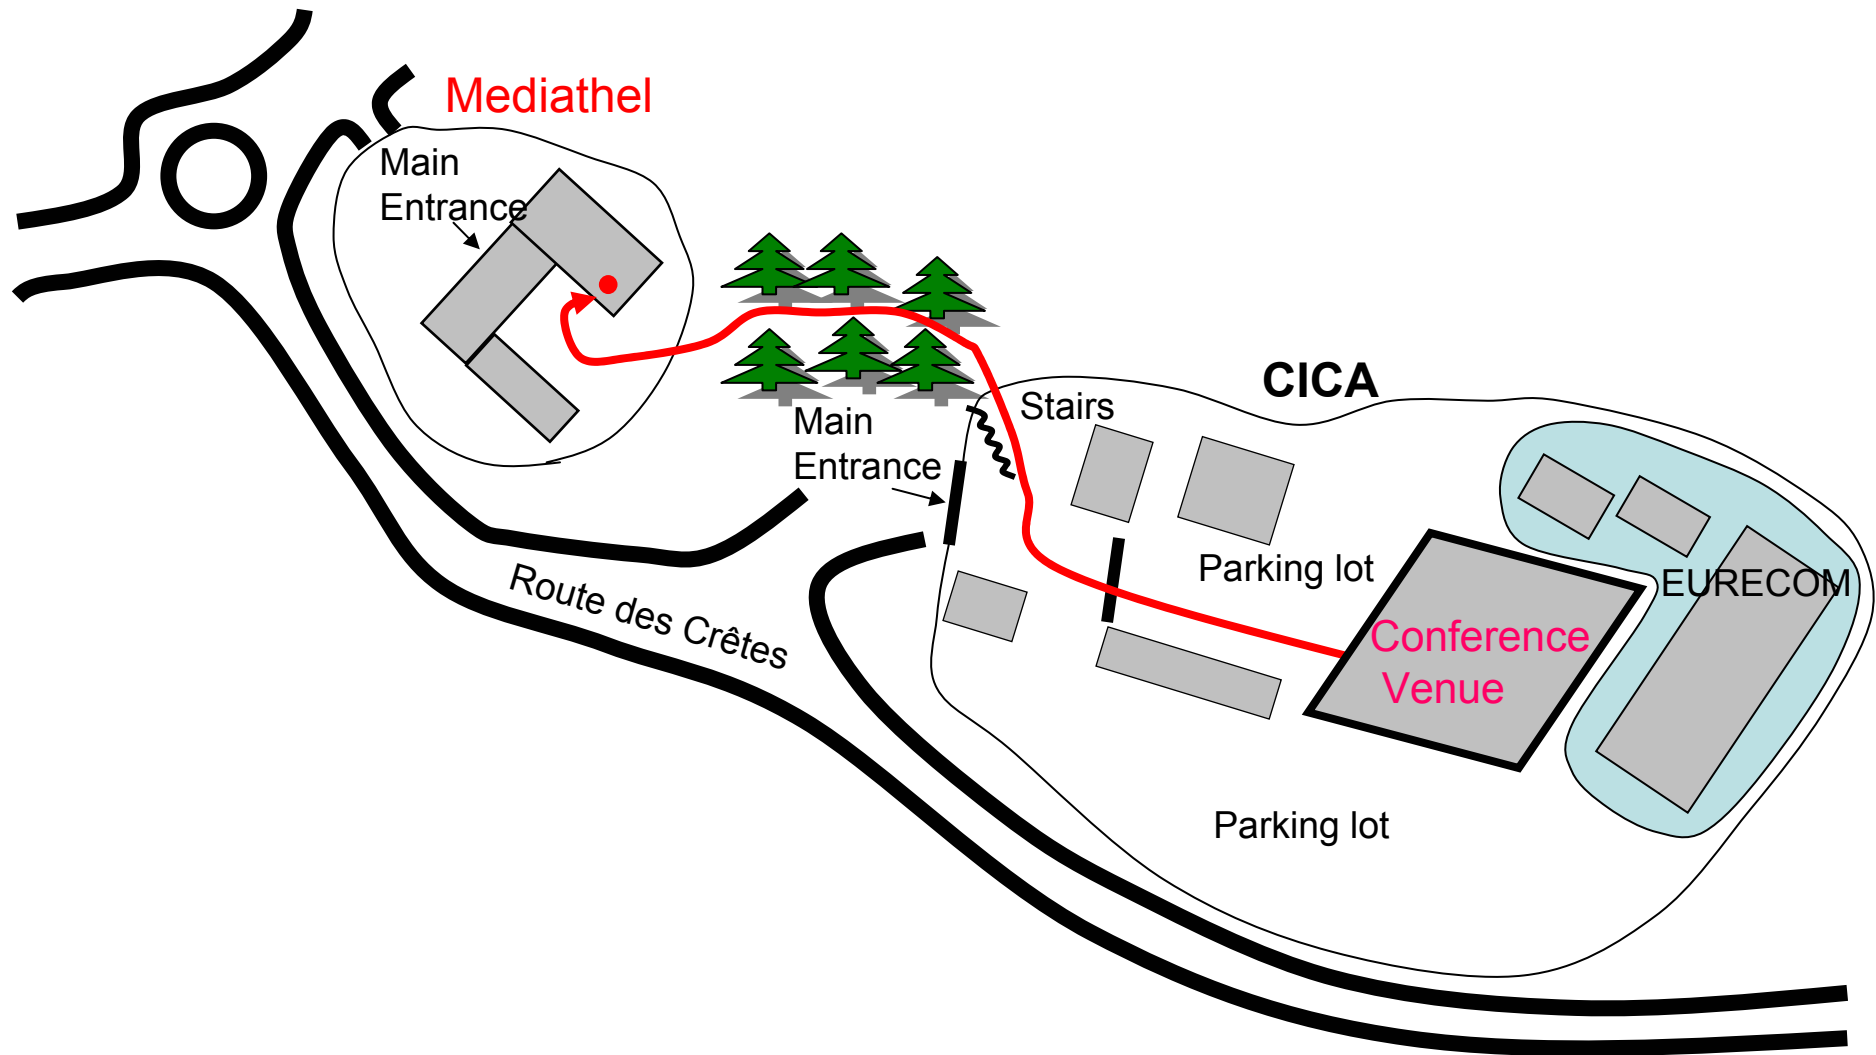 Mediathel
Main
Entrance
CICA
Stairs
Main
Entrance
Parking lot
EURECOM
Route des Crêtes
Conference
Venue
Parking lot